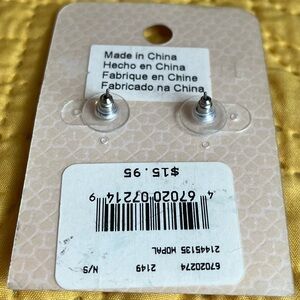 Made in China
Hecho en China
Fabrique en Chine
Fabricado na China
67020274 2149 N/S
21445135 HOPAL
4 67020 07214 9
$15.95